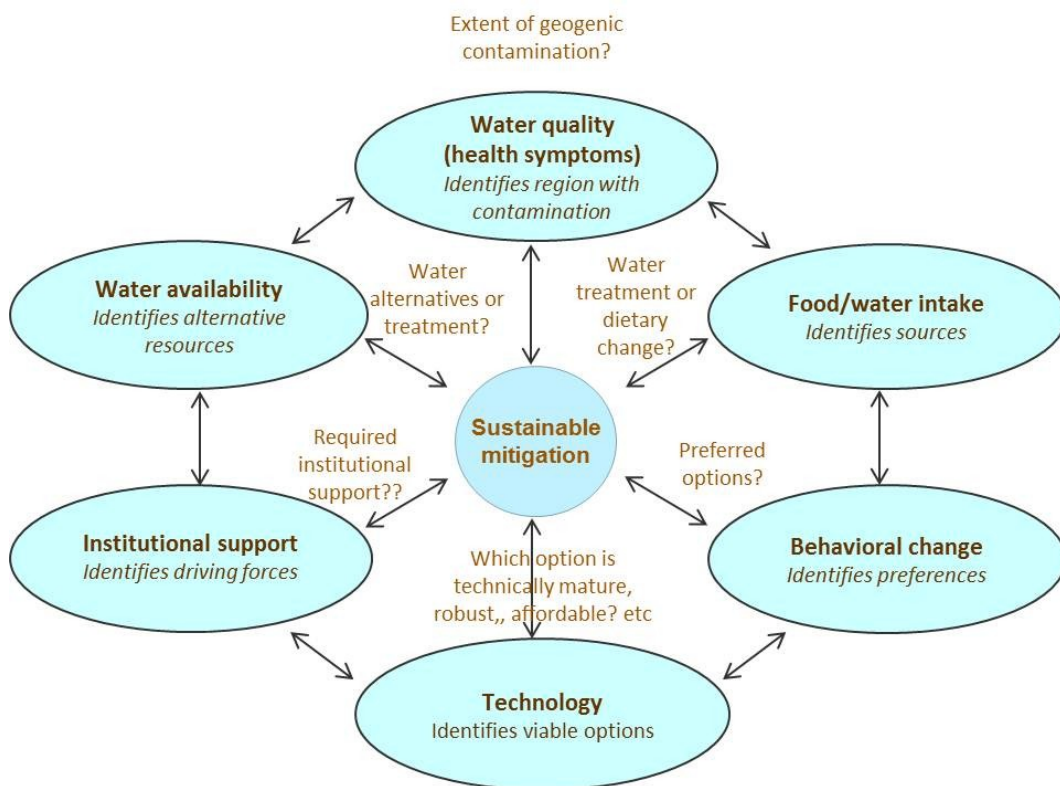 Extent of geogenic
contamination?
Water quality
(health symptoms)
Identifies region with
contamination
Water availability
Identifies alternative
resources
Water
alternatives or
treatment?
Water
treatment or
dietary
change?
Food/water intake
Identifies sources
Sustainable
mitigation
Required
institutional
support??
Preferred
options?
Institutional support
Identifies driving forces
Which option is
technically mature,
robust,, affordable? etc
Behavioral change
Identifies preferences
Technology
Identifies viable options